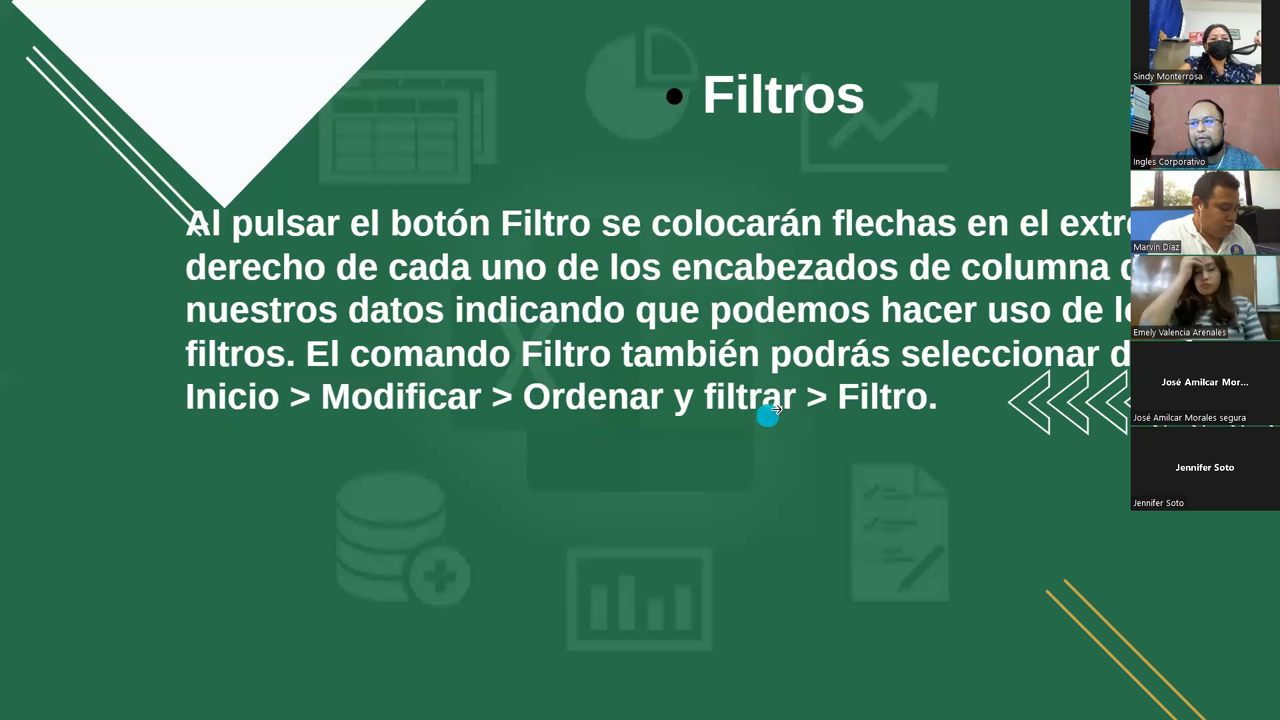 Filtros
Al pulsar el botón Filtro se colocarán flechas en el
derecho de cada uno de los encabezados de columna
nuestros datos indicando que podemos hacer uso de
filtros. El comando Filtro también podrás seleccionar
Inicio > Modificar > Ordenar y filtrar > Filtro.
Sindy Monterrosa
Ingles Corporativo
Marvin Díaz
Emely Valencia Arenales
José Amilcar Mor...
José Amilcar Morales segura
Jennifer Soto
Jennifer Soto